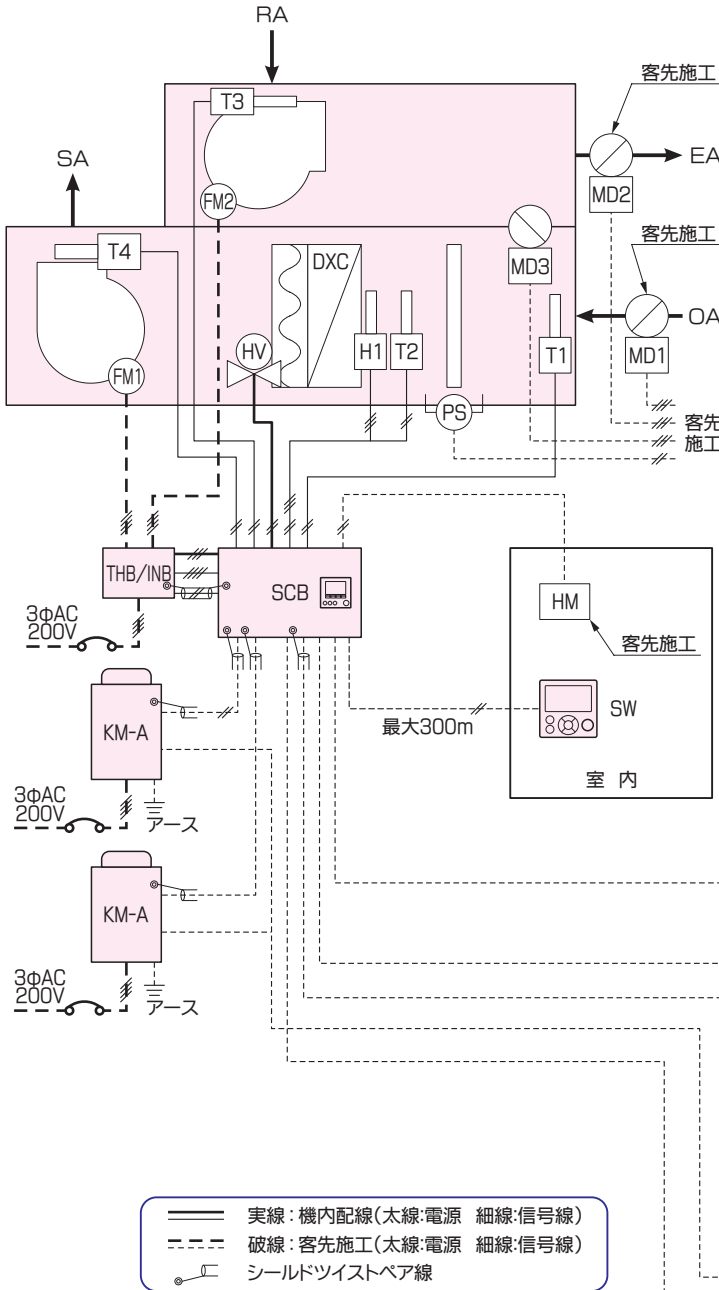 RA
客先施工
T3
SA
EA
FM2
MD2
T4
客先施工
DXC
MD3
OA
HV
H1
T2
T1
MD1
FM1
PS
客先
施工
THB/INB
SCB
HM
3φAC
200V
客先施工
KM-A
SW
最大300m
室 内
3φAC
200V
アース
KM-A
3φAC
200V
アース
実線：機内配線(太線:電源 細線:信号線)
破線：客先施工(太線:電源 細線:信号線)
シールドツイストペア線